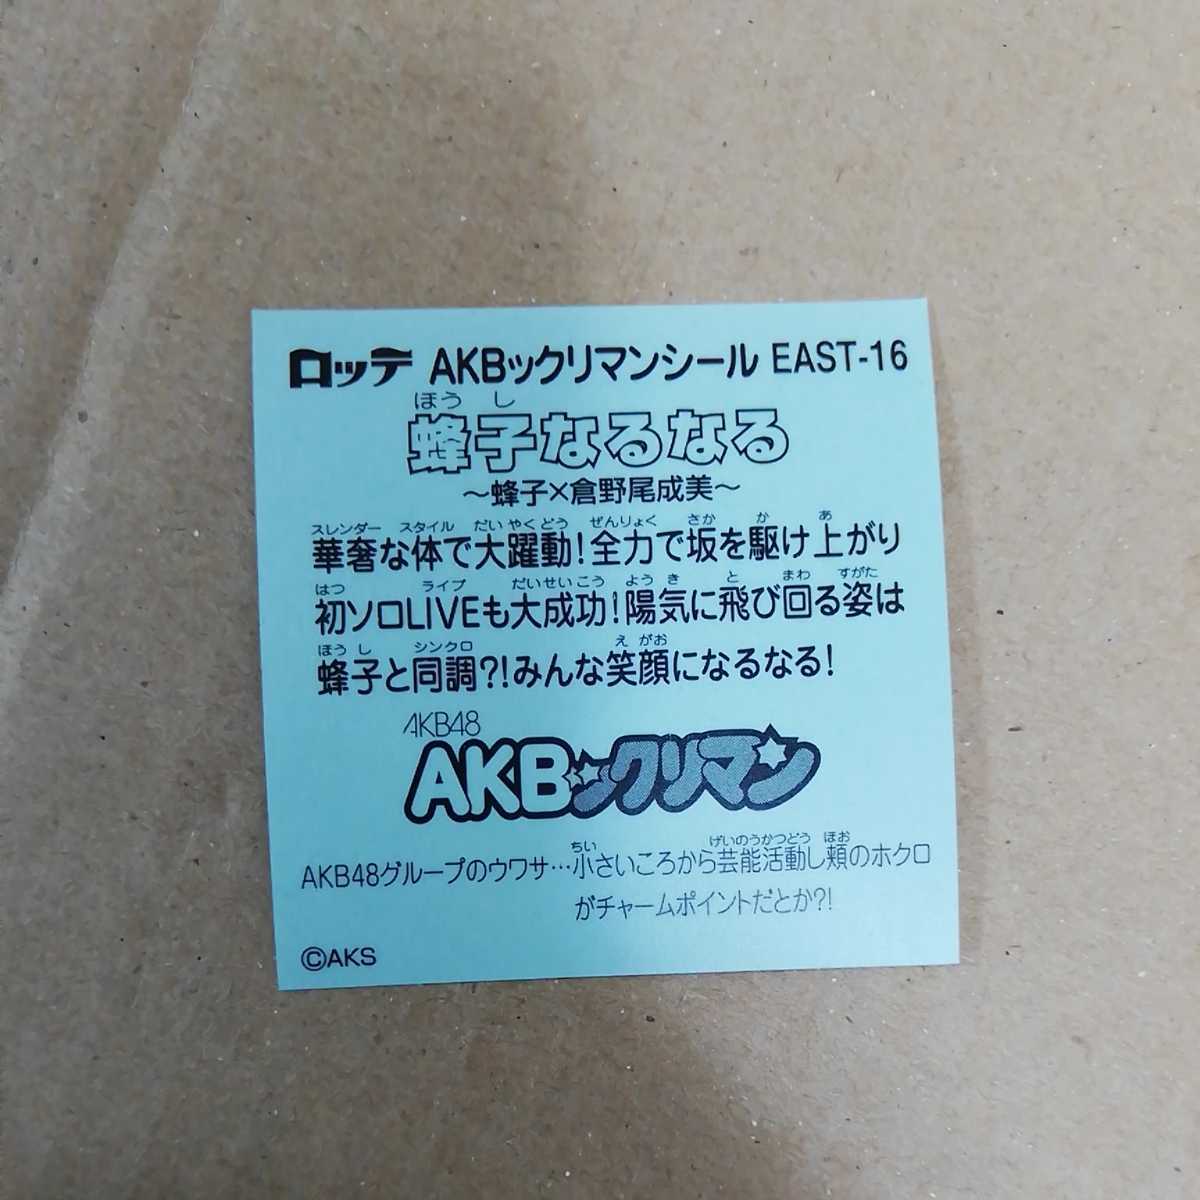 ロッテ AKBックリマンシール EAST-16
ほうし
蜂子なるなる
～蜂子×倉野尾成美～
スレンダー スタイル だいやくどう ぜんりょく さか か あ
華奢な体で大躍動!全力で坂を駆け上がり
はつ ライブ だいせいこう ようき と まわ すがた
初ソロLIVEも大成功!陽気に飛び回る姿は
ほうし シンクロ えがお
蜂子と同調?!みんな笑顔になるなる!
AKB48
AKBックリマン
ちい げいのうかつどう ほお
AKB48グループのウワサ…小さいころから芸能活動し頬のホクロ
がチャームポイントだとか?!
©AKS